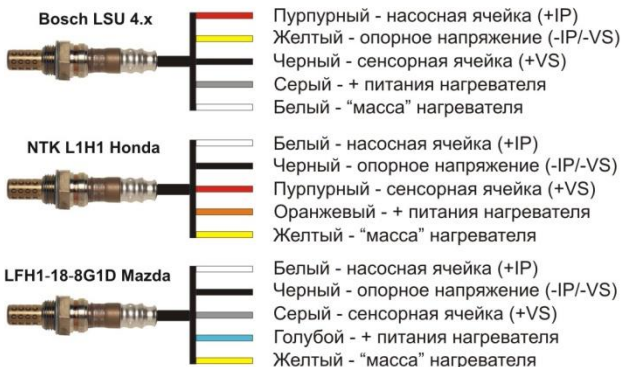 Bosch LSU 4.x
Пурпурный - насосная ячейка (+IP)
Желтый - опорное напряжение (-IP/-VS)
Черный - сенсорная ячейка (+VS)
Серый - + питания нагревателя
Белый - “масса” нагревателя
NTK L1H1 Honda
Белый - насосная ячейка (+IP)
Черный - опорное напряжение (-IP/-VS)
Пурпурный - сенсорная ячейка (+VS)
Оранжевый - + питания нагревателя
Желтый - “масса” нагревателя
LFH1-18-8G1D Mazda
Белый - насосная ячейка (+IP)
Черный - опорное напряжение (-IP/-VS)
Серый - сенсорная ячейка (+VS)
Голубой - + питания нагревателя
Желтый - “масса” нагревателя